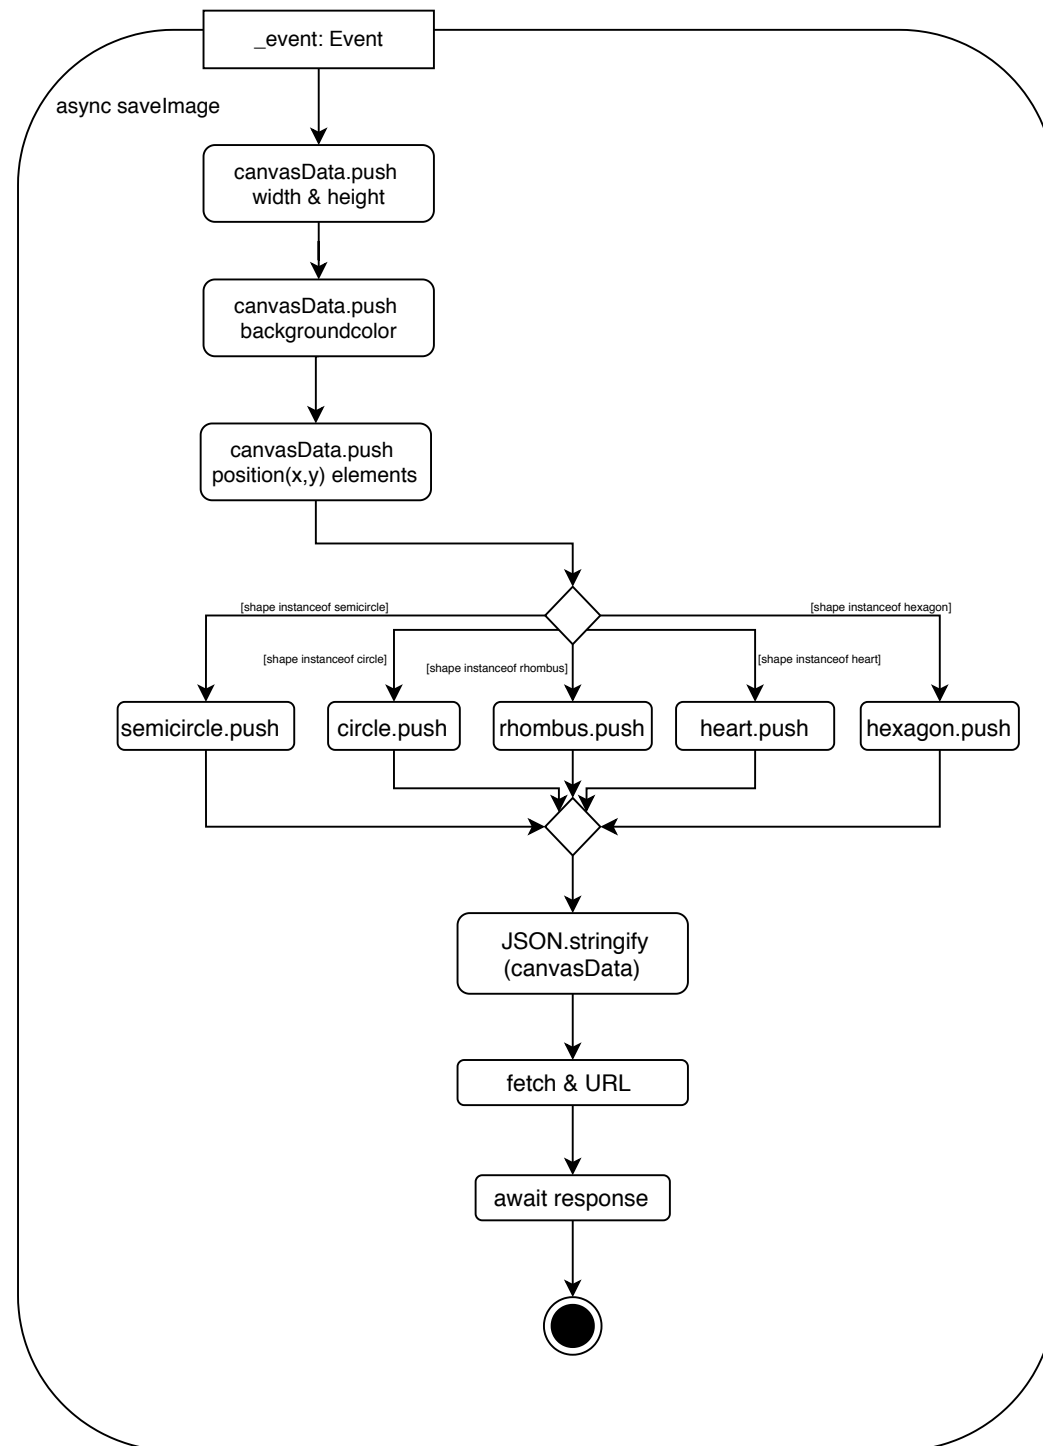 _event: Event
async saveImage
canvasData.push
width & height
canvasData.push
backgroundcolor
canvasData.push
position(x,y) elements
[shape instanceof semicircle]
[shape instanceof hexagon]
[shape instanceof circle]
[shape instanceof rhombus]
[shape instanceof heart]
semicircle.push
circle.push
rhombus.push
heart.push
hexagon.push
JSON.stringify
(canvasData)
fetch & URL
await response